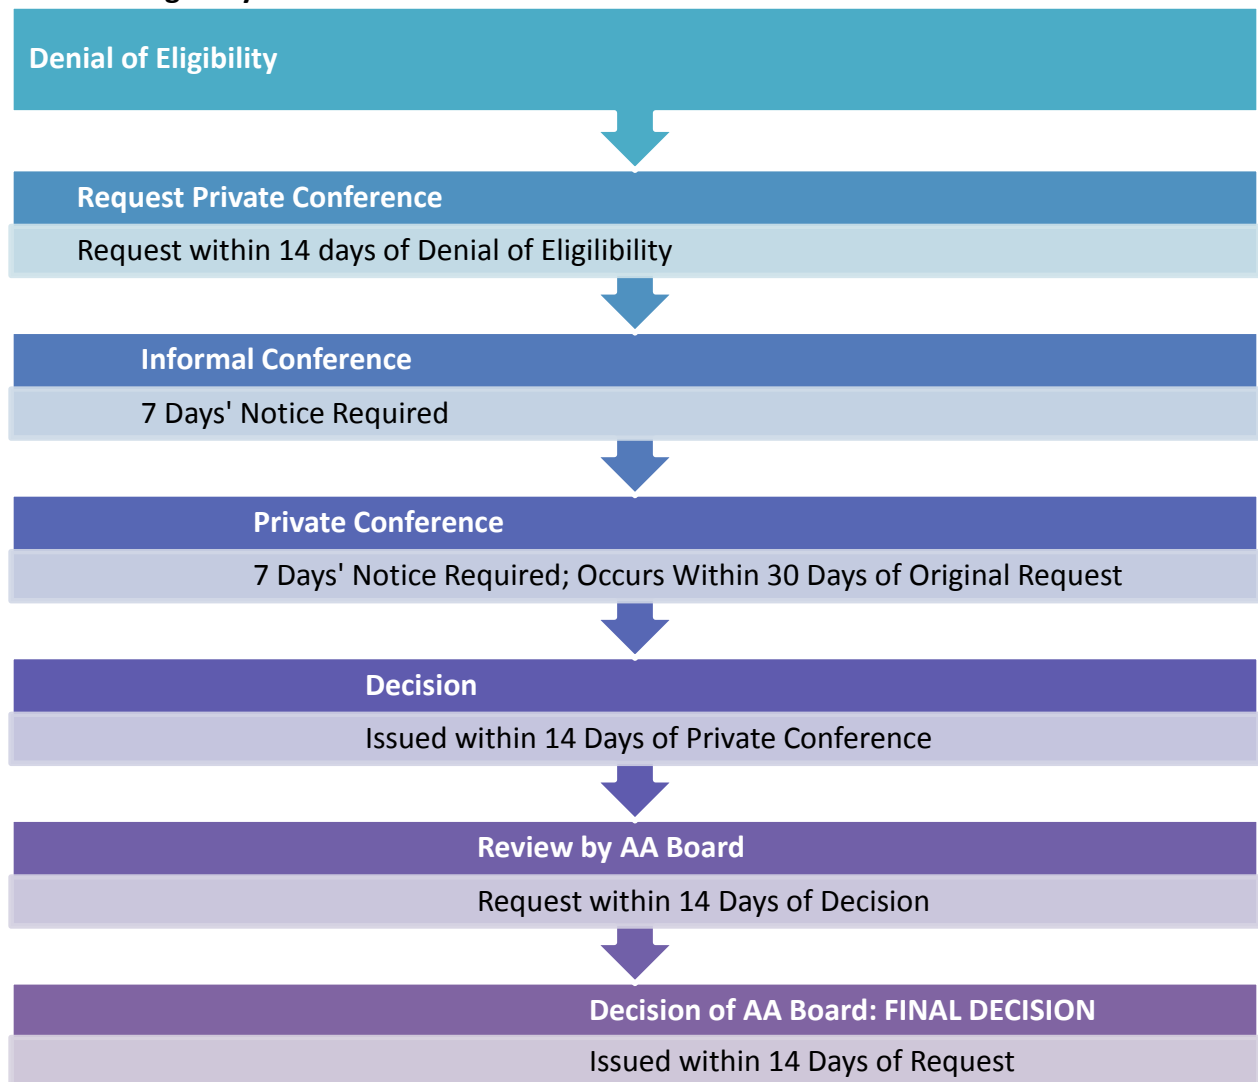 Denial of Eligibility
Request Private Conference
Request within 14 days of Denial of Eligilibility
Informal Conference
7 Days' Notice Required
Private Conference
7 Days' Notice Required; Occurs Within 30 Days of Original Request
Decision
Issued within 14 Days of Private Conference
Review by AA Board
Request within 14 Days of Decision
Decision of AA Board: FINAL DECISION
Issued within 14 Days of Request